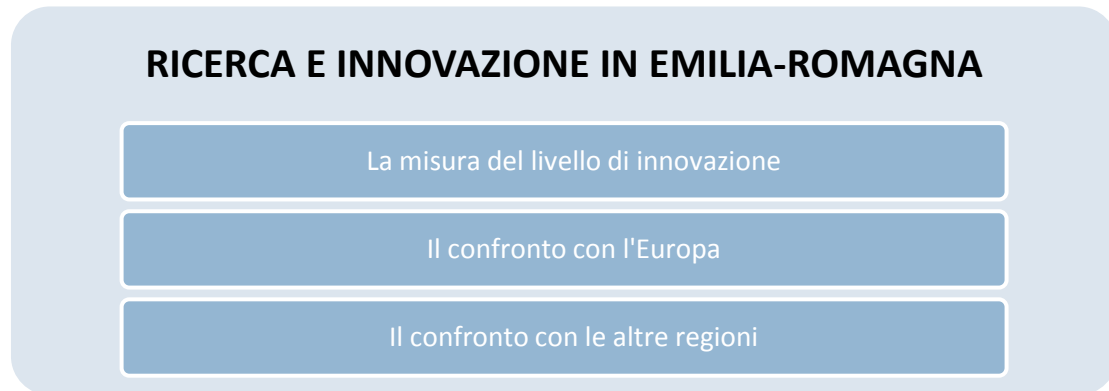 RICERCA E INNOVAZIONE IN EMILIA-ROMAGNA
La misura del livello di innovazione
Il confronto con l'Europa
Il confronto con le altre regioni